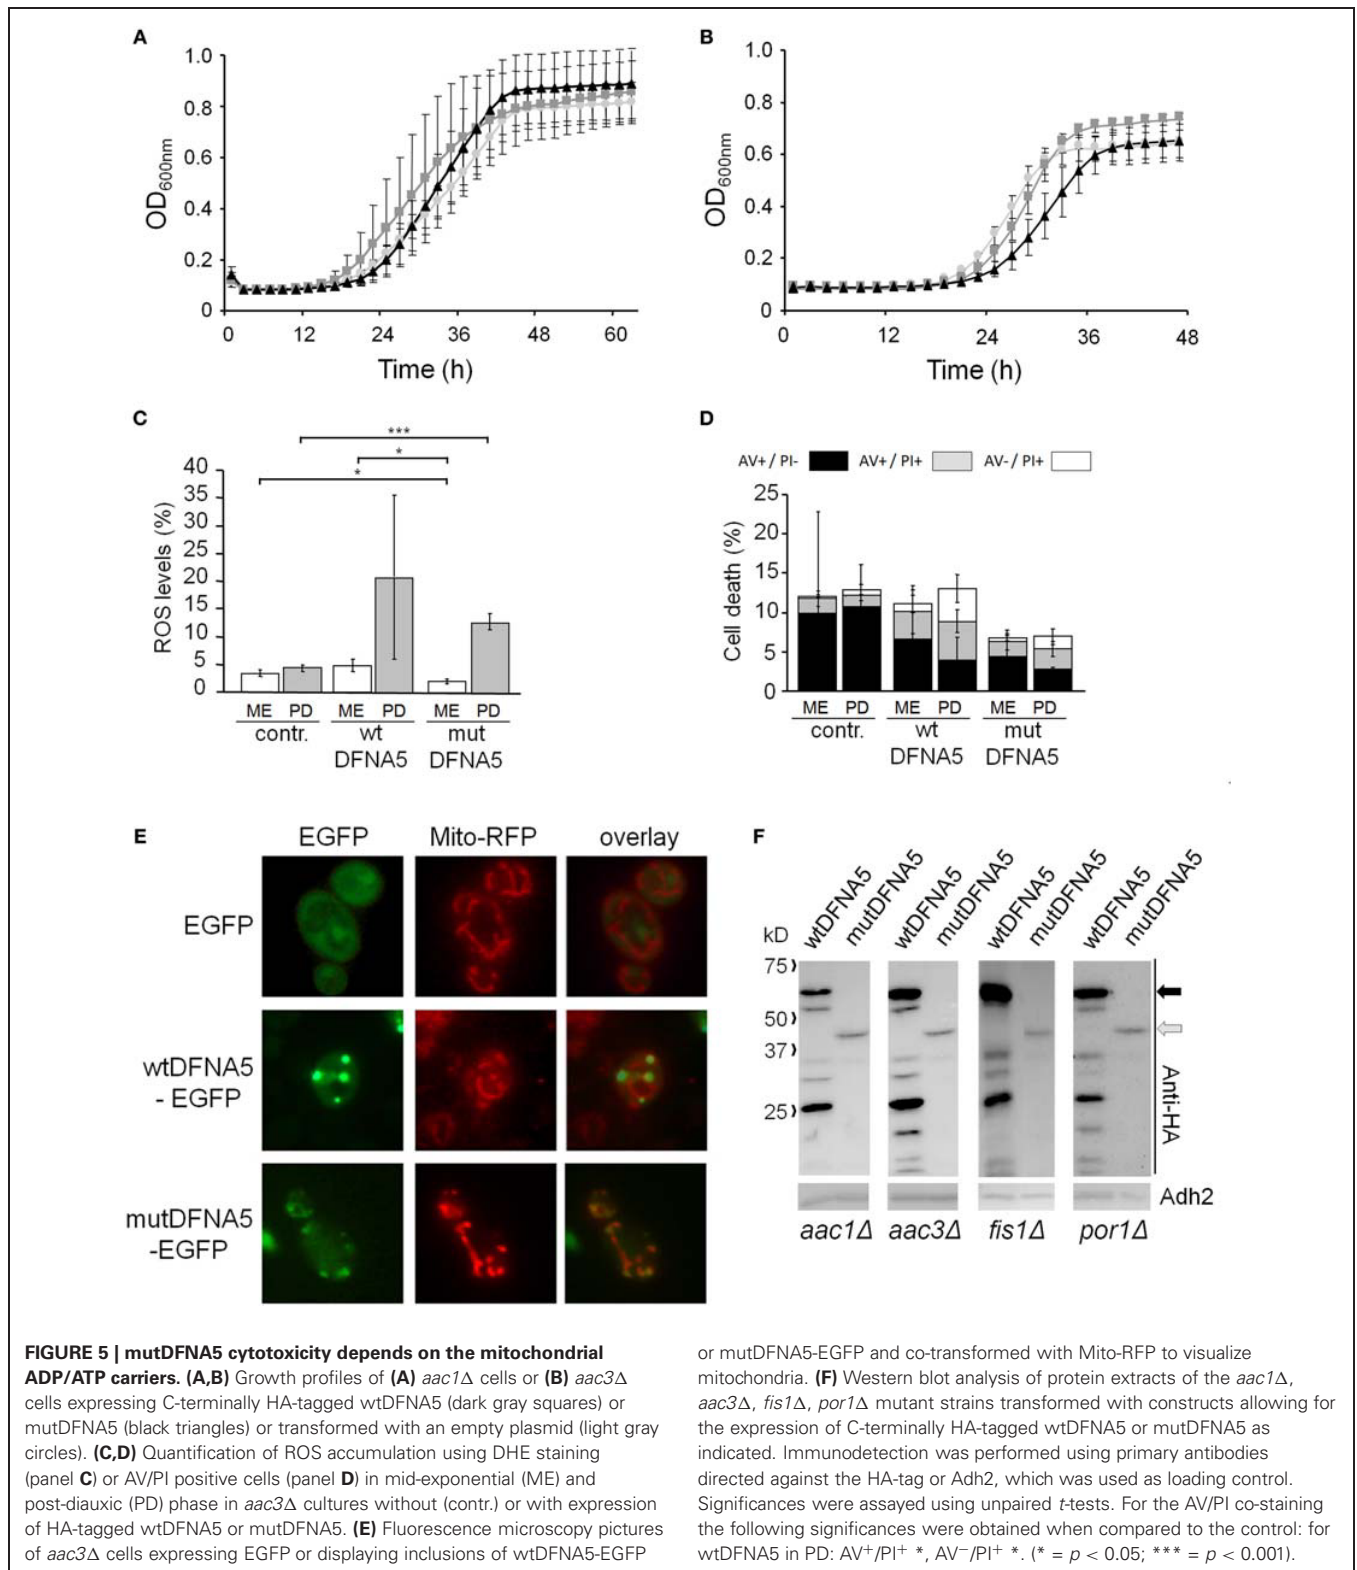 A
1.0
0.8
0.6
0.4
0.2
0
OD600nm
0 12 24 36 48 60
Time (h)
B
1.0
0.8
0.6
0.4
0.2
0
OD600nm
0 12 24 36 48
Time (h)
C
***
*
*
40
35
30
25
20
15
10
5
0
ROS levels (%)
ME PD ME PD ME PD
contr. wt mut
DFNA5 DFNA5
D
AV+/ PI- AV+/ PI+ AV-/ PI+
25
20
15
10
5
0
Cell death (%)
ME PD ME PD ME PD
contr. wt mut
DFNA5 DFNA5
E
EGFP Mito-RFP overlay
EGFP
wtDFNA5
- EGFP
mutDFNA5
-EGFP
F
wtDFNA5 mutDFNA5 wtDFNA5 mutDFNA5 wtDFNA5 mutDFNA5 wtDFNA5 mutDFNA5
kD
75
50
37
25
Anti-HA
Adh2
aac1Δ aac3Δ fis1Δ por1Δ
FIGURE 5 | mutDFNA5 cytotoxicity depends on the mitochondrial
ADP/ATP carriers. (A,B) Growth profiles of (A) aac1Δ cells or (B) aac3Δ
cells expressing C-terminally HA-tagged wtDFNA5 (dark gray squares) or
mutDFNA5 (black triangles) or transformed with an empty plasmid (light gray
circles). (C,D) Quantification of ROS accumulation using DHE staining
(panel C) or AV/PI positive cells (panel D) in mid-exponential (ME) and
post-diauxic (PD) phase in aac3Δ cultures without (contr.) or with expression
of HA-tagged wtDFNA5 or mutDFNA5. (E) Fluorescence microscopy pictures
of aac3Δ cells expressing EGFP or displaying inclusions of wtDFNA5-EGFP
or mutDFNA5-EGFP and co-transformed with Mito-RFP to visualize
mitochondria. (F) Western blot analysis of protein extracts of the aac1Δ,
aac3Δ, fis1Δ, por1Δ mutant strains transformed with constructs allowing for
the expression of C-terminally HA-tagged wtDFNA5 or mutDFNA5 as
indicated. Immunodetection was performed using primary antibodies
directed against the HA-tag or Adh2, which was used as loading control.
Significances were assayed using unpaired t-tests. For the AV/PI co-staining
the following significances were obtained when compared to the control: for
wtDFNA5 in PD: AV+/PI+ *, AV−/PI+ *. (* = p < 0.05; *** = p < 0.001).